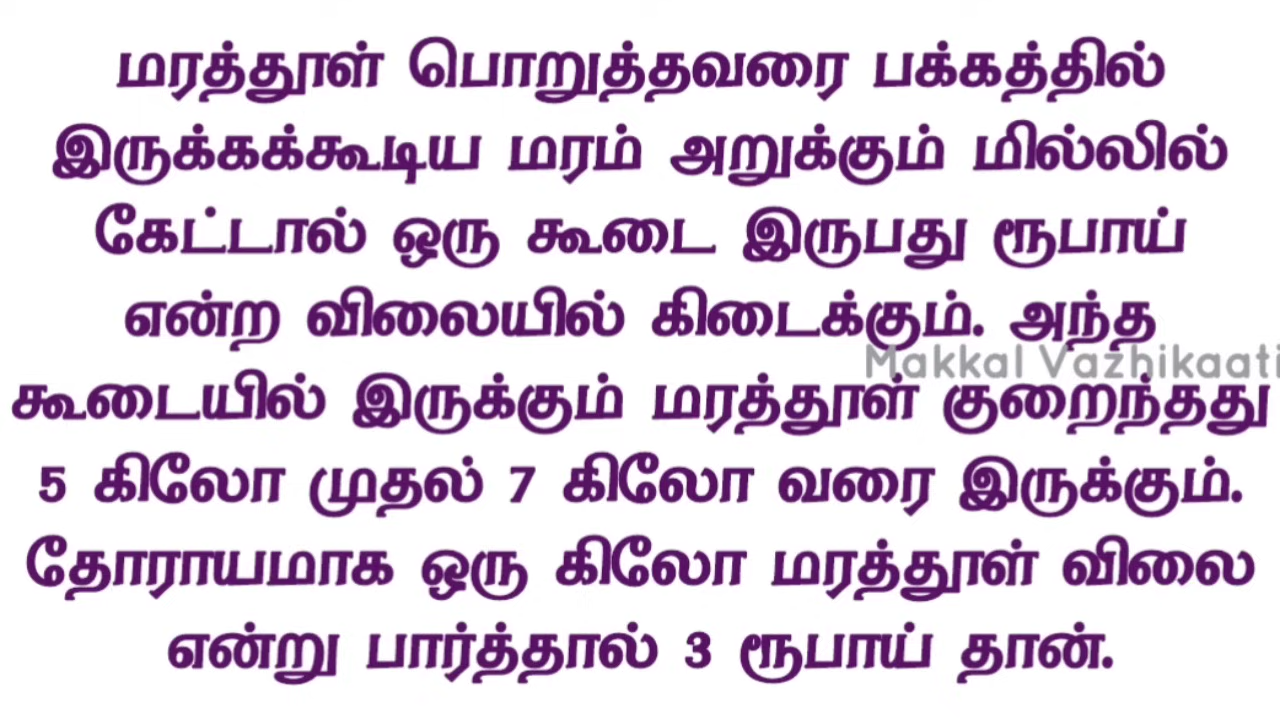 மரத்தூள் பொறுத்தவரை பக்கத்தில்
இருக்கக்கூடிய மரம் அறுக்கும் மில்லில்
கேட்டால் ஒரு கூடை இருபது ரூபாய்
என்ற விலையில் கிடைக்கும். அந்த
Makkal Vazhikaati
கூடையில் இருக்கும் மரத்தூள் குறைந்தது
5 கிலோ முதல் 7 கிலோ வரை இருக்கும்.
தோராயமாக ஒரு கிலோ மரத்தூள் விலை
என்று பார்த்தால் 3 ரூபாய் தான்.